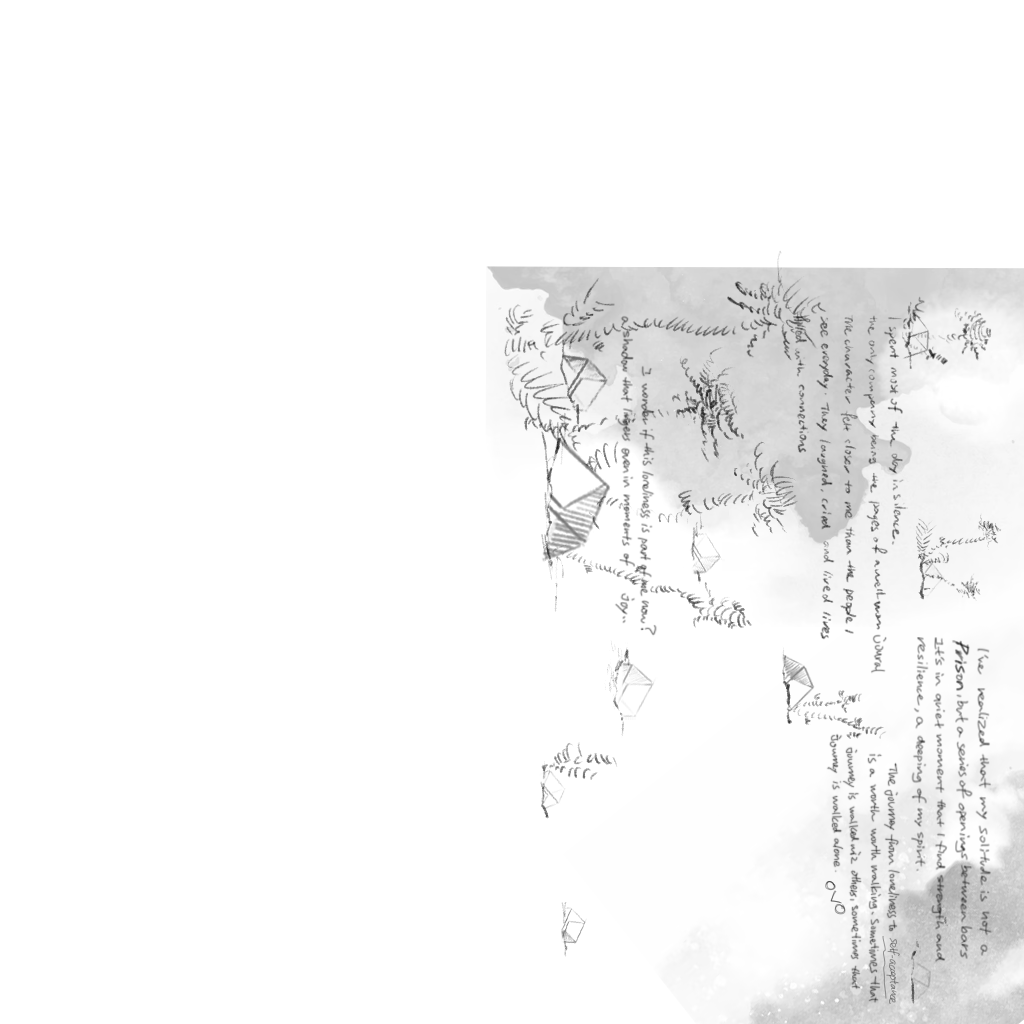 I've realized that my solitude is not a
Prison, but a series of openings between bars
It's in quiet moment that I find strength and
resilience, a deeping of my spirit.
I spent most of the day in silence.
the only company being the pages of a well worn Joural
The character felt closer to me than the people I
see everyday. They laughed, cried and lived lives
with connections
The journey from loneliness to self-acceptance
is a worth worth walking. Sometimes that
journey is walked wiz others, sometimes that
Journey is walked alone. OVO
I wonder if this loneliness is part of me now?
a shadow that lingers even in moments of joy..